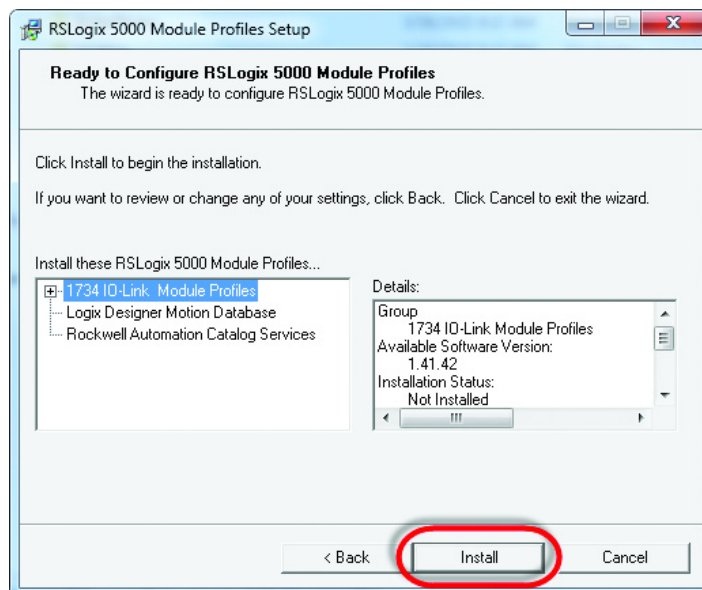 RSLogix 5000 Module Profiles Setup
Ready to Configure RSLogix 5000 Module Profiles
The wizard is ready to configure RSLogix 5000 Module Profiles.
Click Install to begin the installation.
If you want to review or change any of your settings, click Back. Click Cancel to exit the wizard.
Install these RSLogix 5000 Module Profiles...
1734 IO-Link Module Profiles
Logix Designer Motion Database
Rockwell Automation Catalog Services
Details:
Group
1734 IO-Link Module Profiles
Available Software Version:
1.41.42
Installation Status:
Not Installed
< Back
Install
Cancel